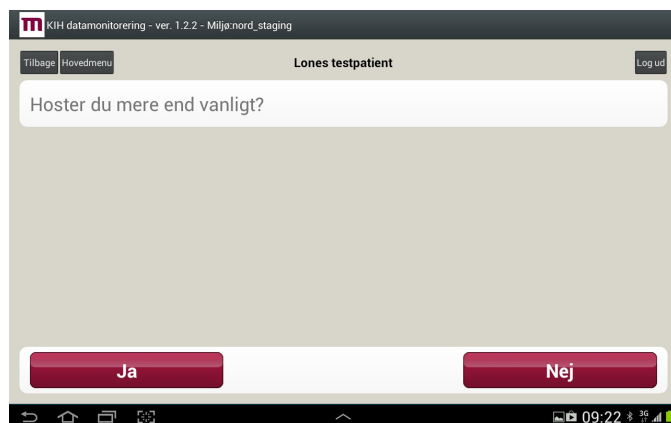 m KIH datamonitorering - ver. 1.2.2 - Miljø:nord_staging
Tilbage Hovedmenu Lones testpatient Log ud
Hoster du mere end vanligt?
Ja Nej
09:22 3G